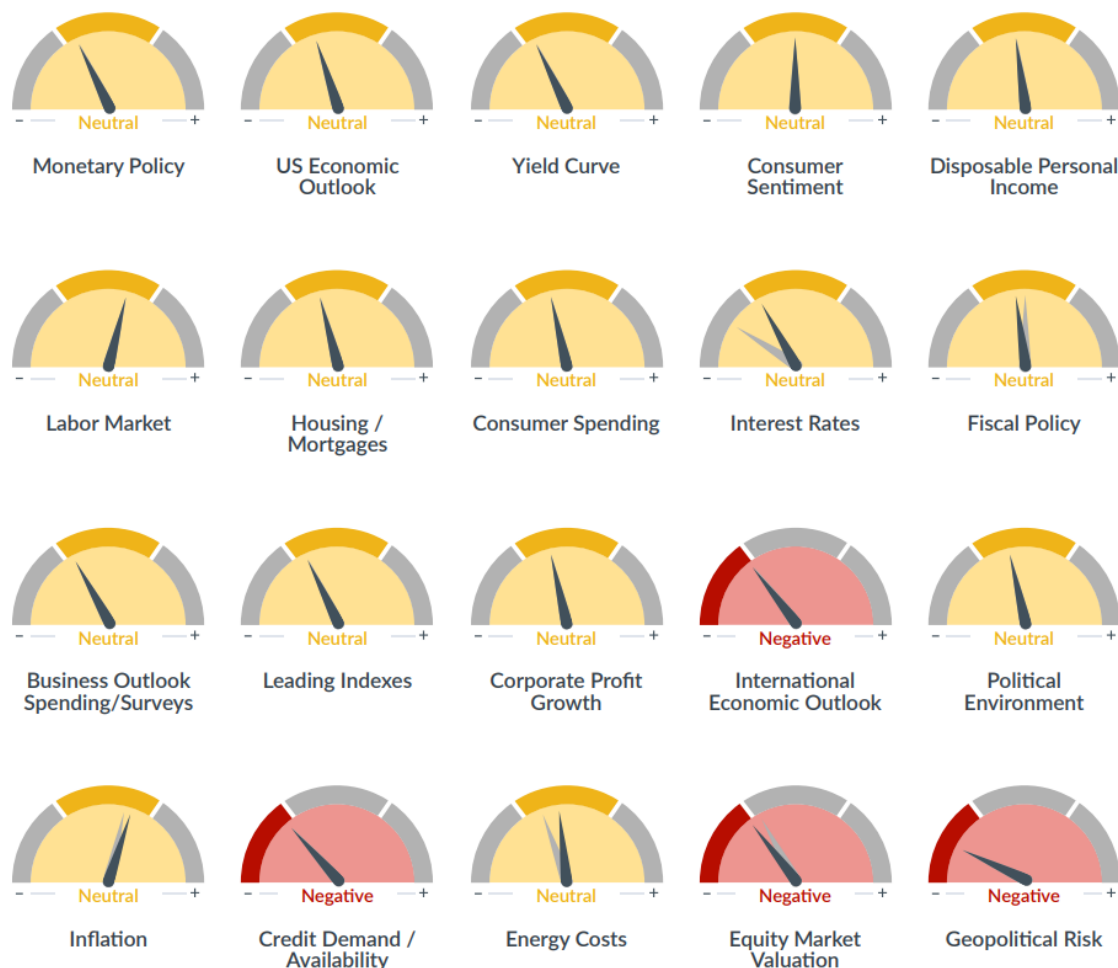 - Neutral + - Neutral + - Neutral + - Neutral + - Neutral +
Monetary Policy
US Economic
Outlook
Yield Curve
Consumer
Sentiment
Disposable Personal
Income
- Neutral + - Neutral + - Neutral + - Neutral + - Neutral +
Labor Market
Housing /
Mortgages
Consumer Spending
Interest Rates
Fiscal Policy
- Neutral + - Neutral + - Neutral + - Negative + - Neutral +
Business Outlook
Spending/Surveys
Leading Indexes
Corporate Profit
Growth
International
Economic Outlook
Political
Environment
- Neutral + - Negative + - Neutral + - Negative + - Negative +
Inflation
Credit Demand /
Availability
Energy Costs
Equity Market
Valuation
Geopolitical Risk